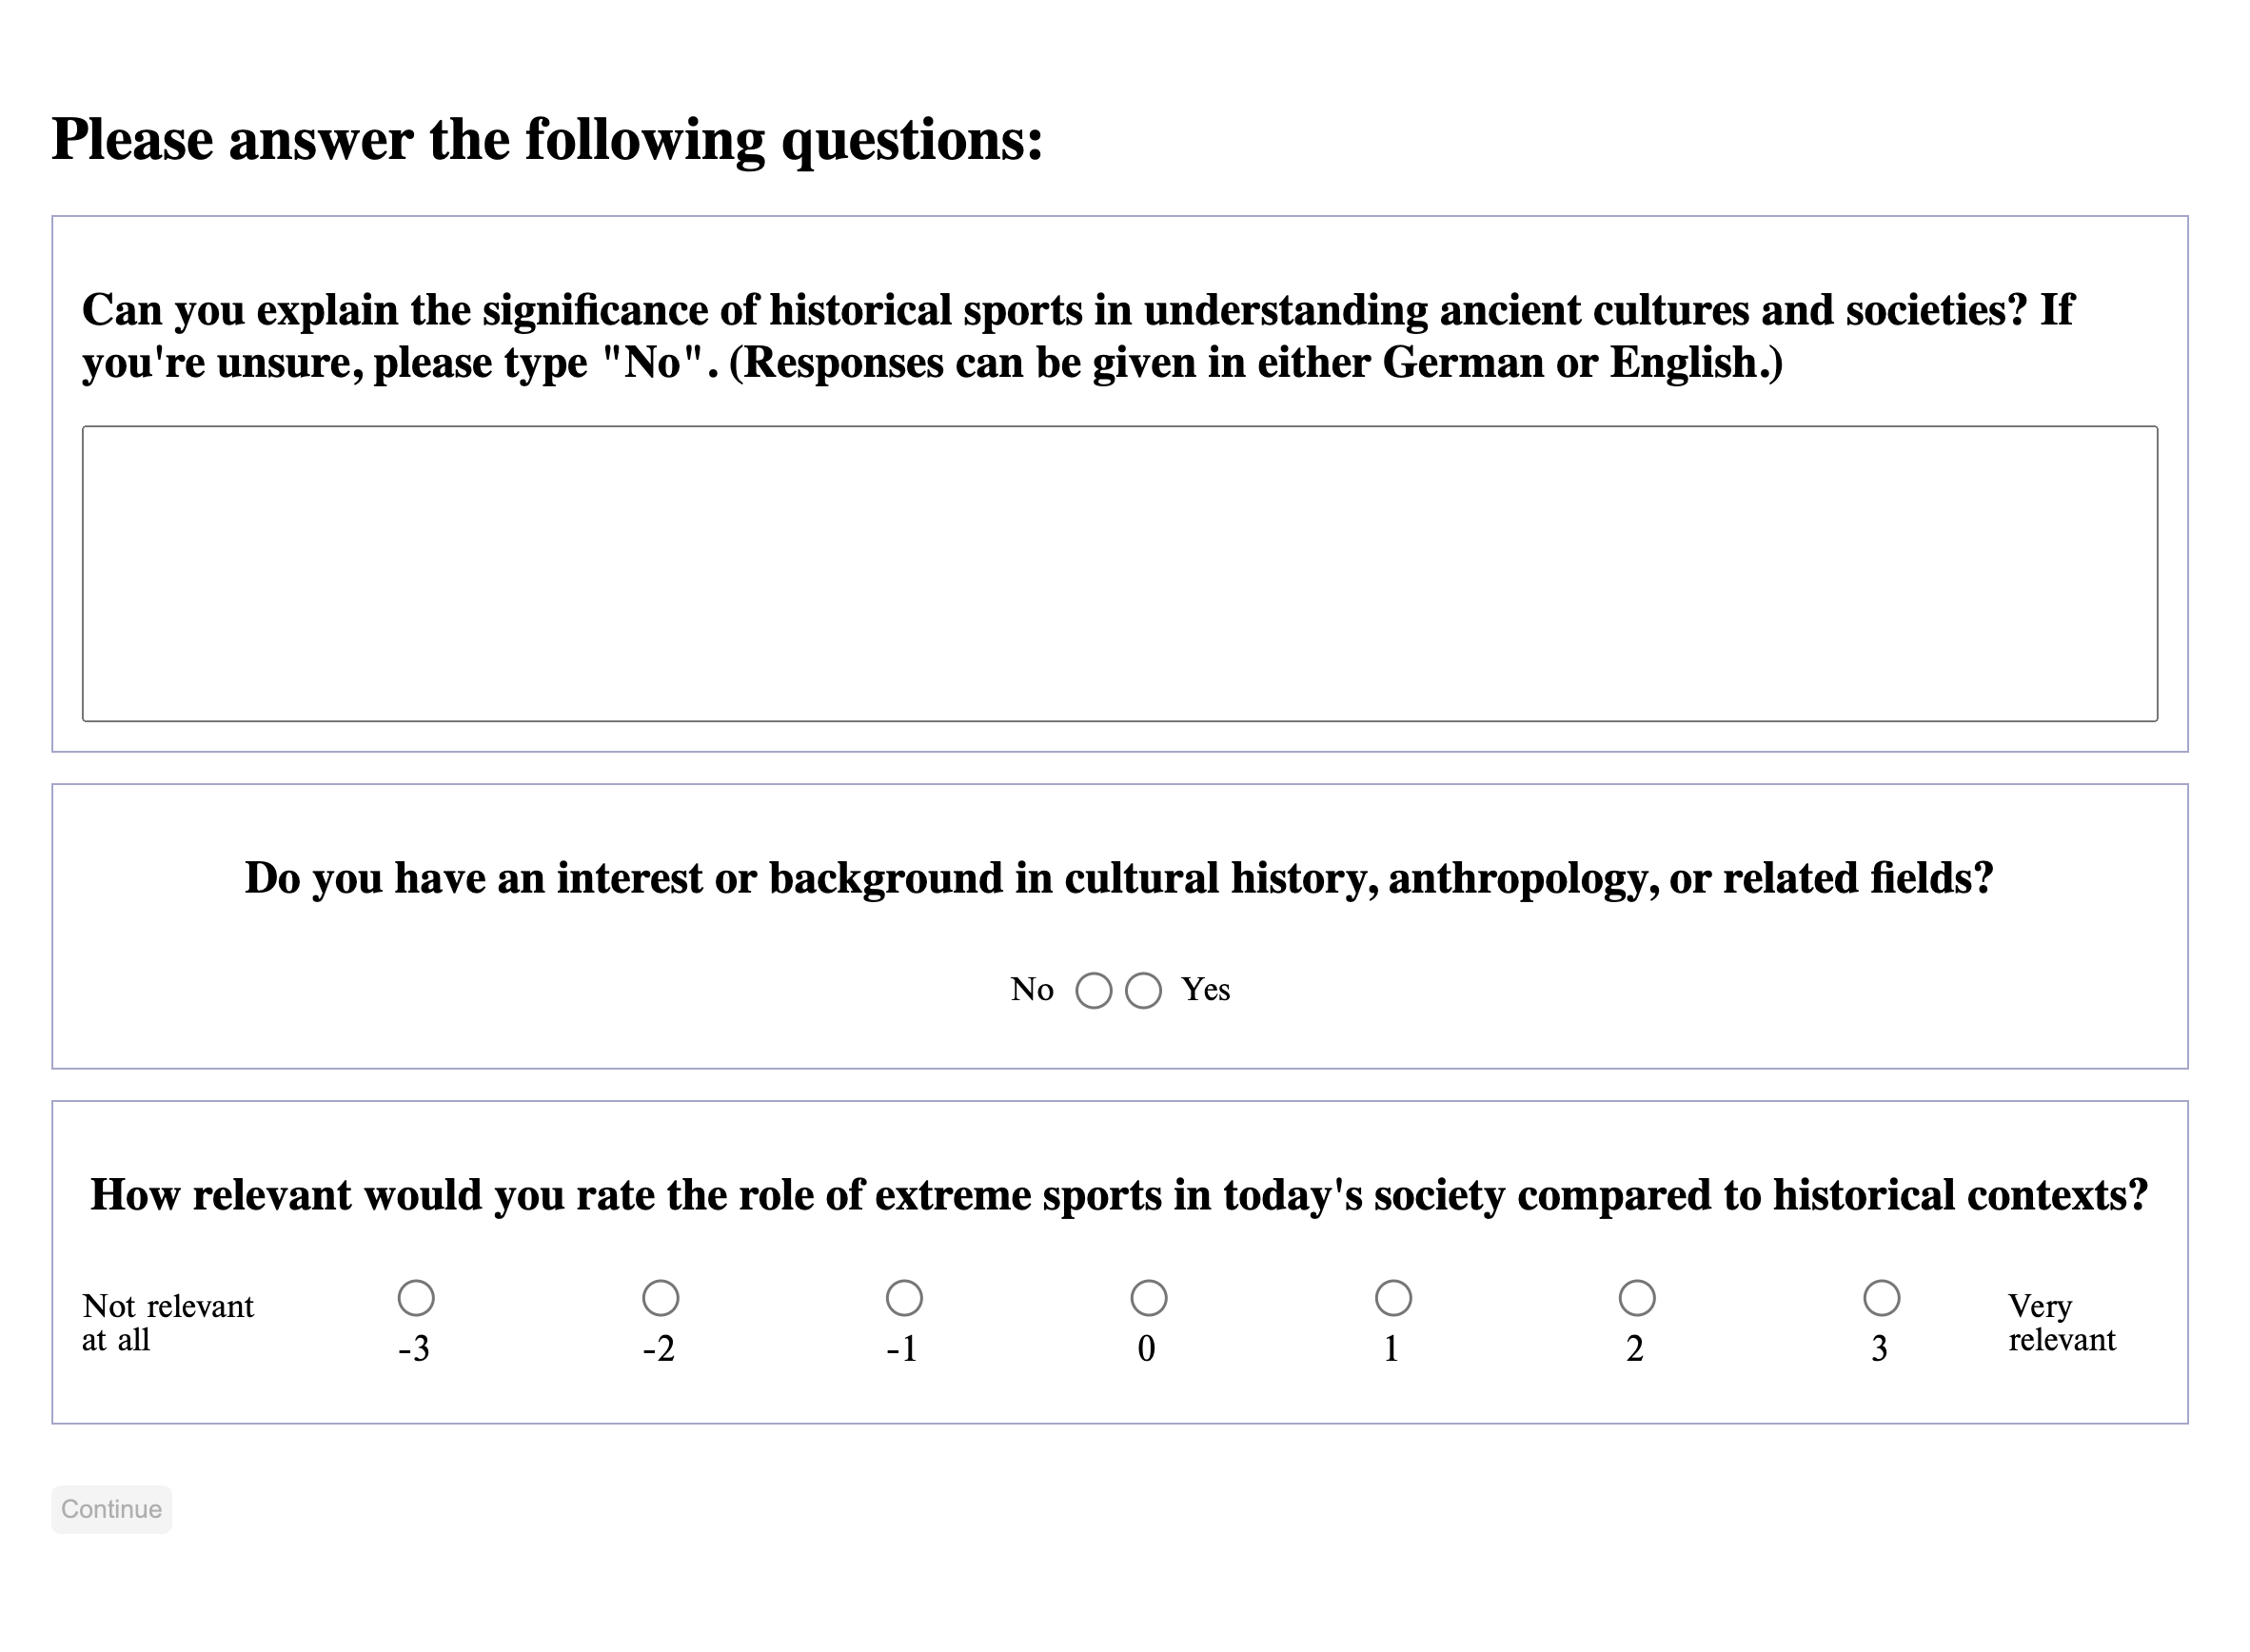 Please answer the following questions:
Can you explain the significance of historical sports in understanding ancient cultures and societies? If
you're unsure, please type "No". (Responses can be given in either German or English.)
Do you have an interest or background in cultural history, anthropology, or related fields?
No Yes
How relevant would you rate the role of extreme sports in today's society compared to historical contexts?
Not relevant
at all
-3 -2 -1 0 1 2 3
Very
relevant
Continue